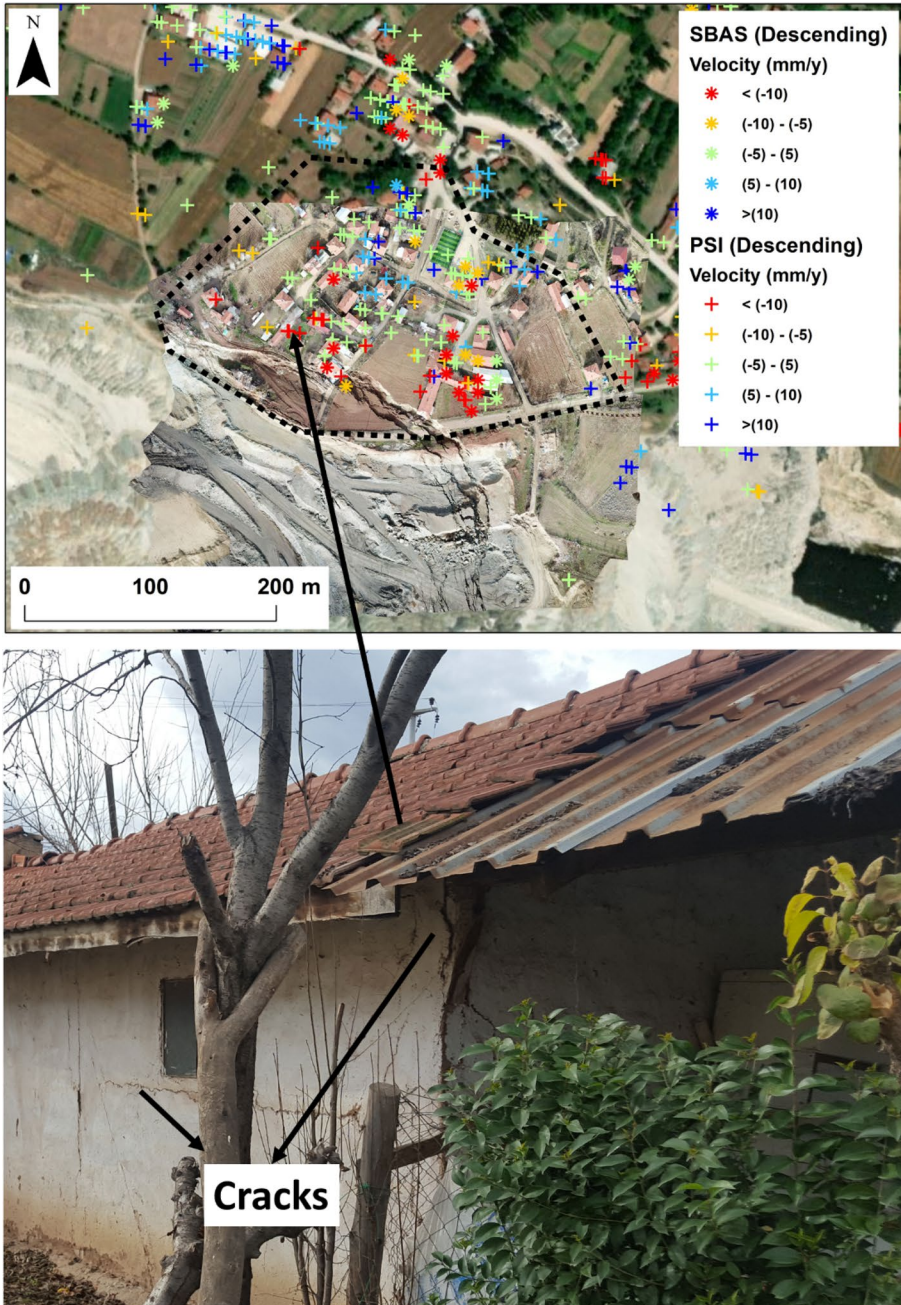 N
SBAS (Descending)
Velocity (mm/y)
< (-10)
(-10) - (-5)
(-5) - (5)
(5) - (10)
>(10)
PSI (Descending)
Velocity (mm/y)
< (-10)
(-10) - (-5)
(-5) - (5)
(5) - (10)
>(10)
0 100 200 m
Cracks